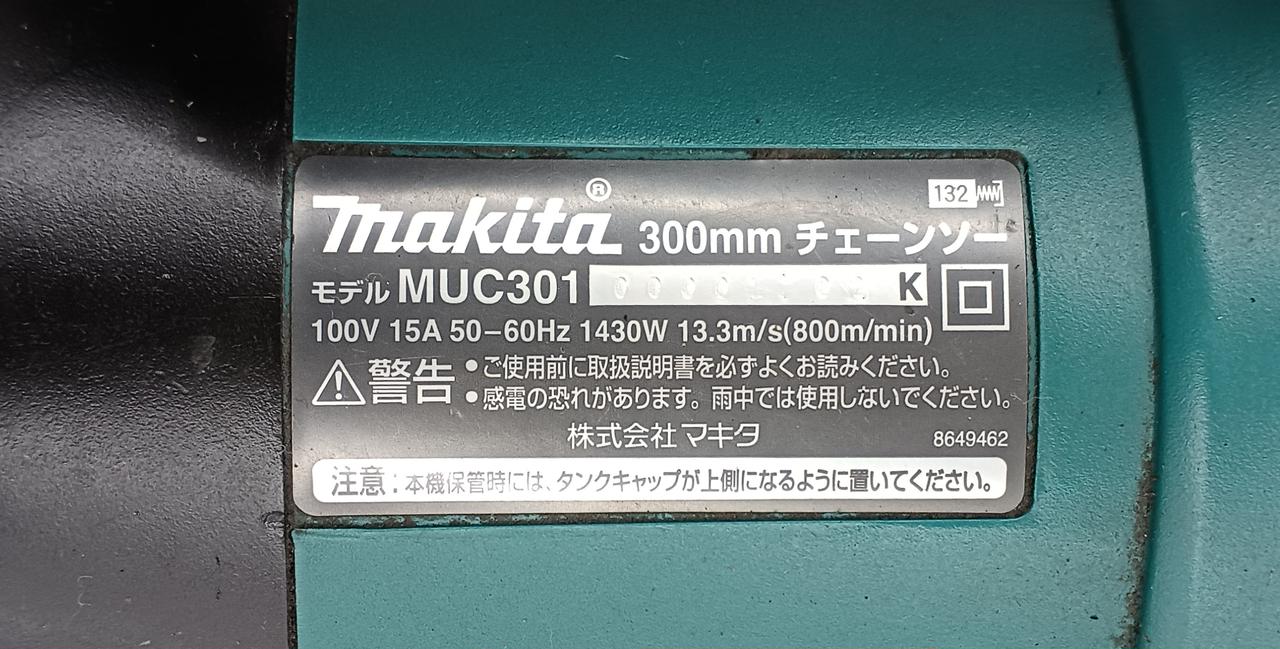 makita® 300mm チェーンソー 132
モデル MUC301 K
100V 15A 50−60Hz 1430W 13.3m/s(800m/min)
⚠警告 •ご使用前に取扱説明書を必ずよくお読みください。
•感電の恐れがあります。雨中では使用しないでください。
株式会社 マキタ 8649462
注意：本機保管時には、タンクキャップが上側になるように置いてください。